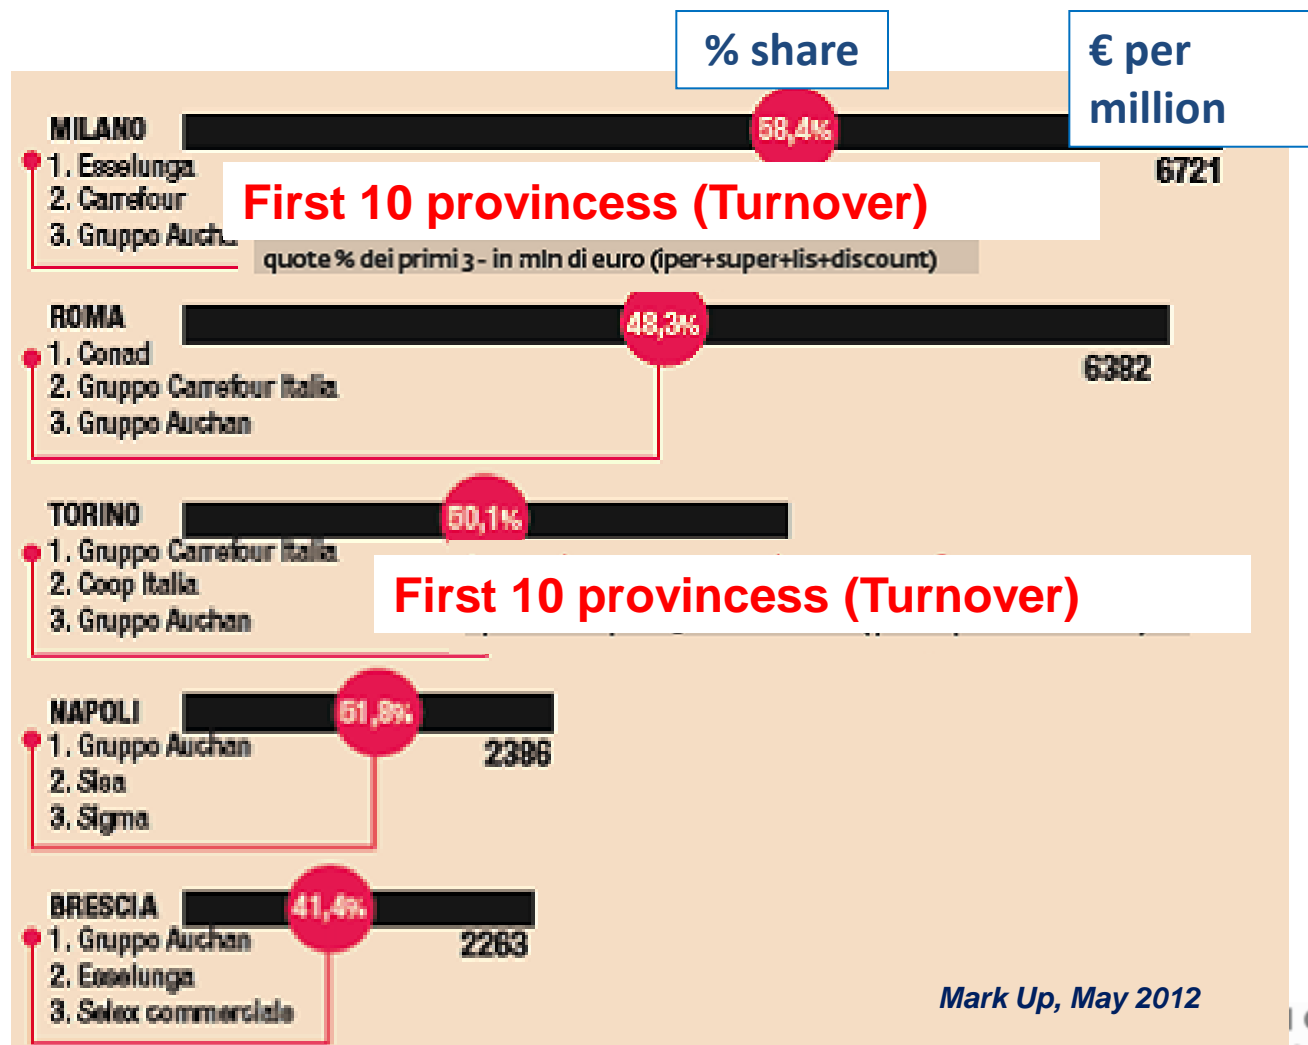 % share
€ per
million
MILANO
58,4%
6721
1. Esselunga
2. Carrefour
3. Gruppo Auch
First 10 provincess (Turnover)
quote % dei primi 3 - in mln di euro (iper+super+lis+discount)
ROMA
48,3%
6382
1. Conad
2. Gruppo Carrefour Italia
3. Gruppo Auchan
TORINO
50,1%
1. Gruppo Carrefour Italia
2. Coop Italia
3. Gruppo Auchan
First 10 provincess (Turnover)
NAPOLI
51,8%
2386
1. Gruppo Auchan
2. Sisa
3. Sigma
BRESCIA
41,4%
2263
1. Gruppo Auchan
2. Esselunga
3. Selex commerciale
Mark Up, May 2012